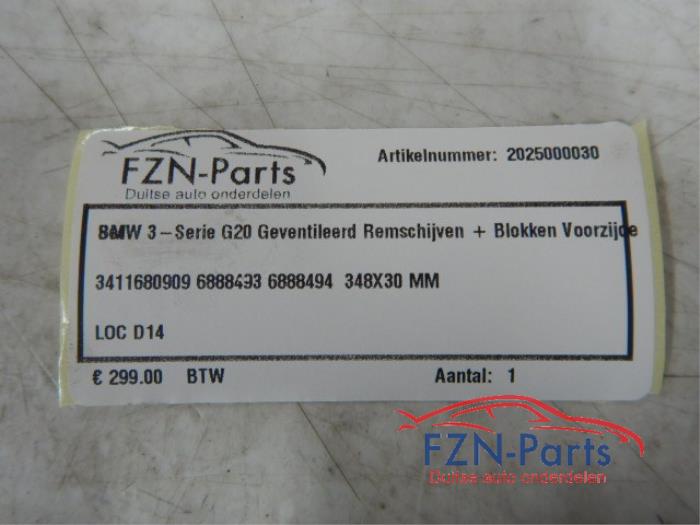 FZN-Parts
Duitse auto onderdelen
Artikelnummer: 2025000030
BMW 3-Serie G20 Geventileerd Remschijven + Blokken Voorzijde
3411680909 6888493 6888494 348X30 MM
LOC D14
€ 299.00 BTW Aantal: 1
FZN-Parts
Duitse auto onderdelen